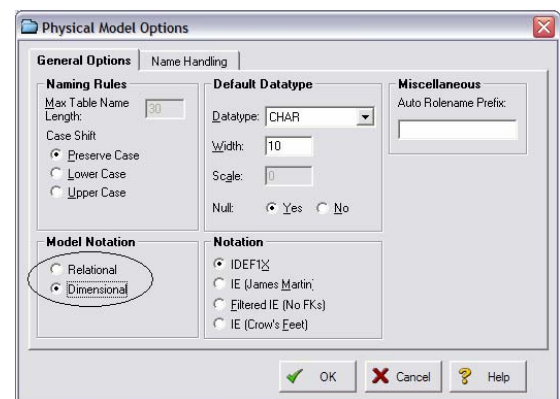 Physical Model Options
General Options
Name Handling
Naming Rules
Max Table Name
Length:
30
Case Shift
Preserve Case
Lower Case
Upper Case
Default Datatype
Datatype: CHAR
Width: 10
Scale: 0
Null: Yes No
Miscellaneous
Auto Rolename Prefix:
Model Notation
Relational
Dimensional
Notation
IDEF1X
IE (James Martin)
Filtered IE (No FKs)
IE (Crow's Feet)
OK
Cancel
Help